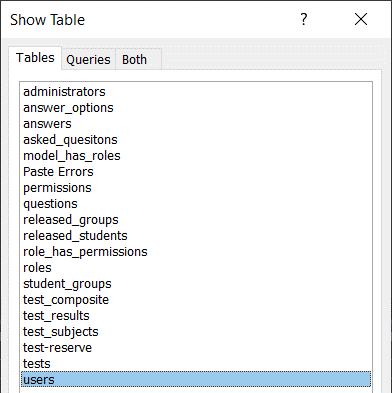 Show Table
Tables Queries Both
administrators
answer_options
answers
asked_quesitons
model_has_roles
Paste Errors
permissions
questions
released_groups
released_students
role_has_permissions
roles
student_groups
test_composite
test_results
test_subjects
test-reserve
tests
users